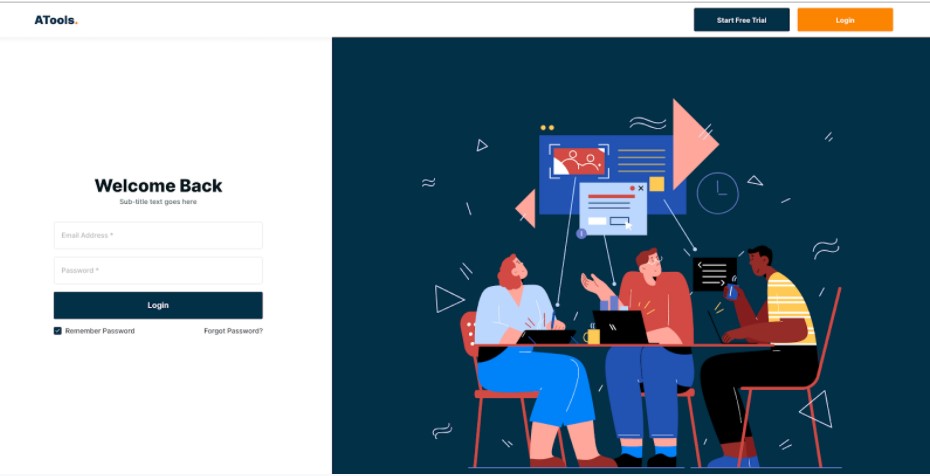 ATools.
Start Free Trial
Login
Welcome Back
Sub-title text goes here
Email Address *
Password *
Login
Remember Password
Forgot Password?